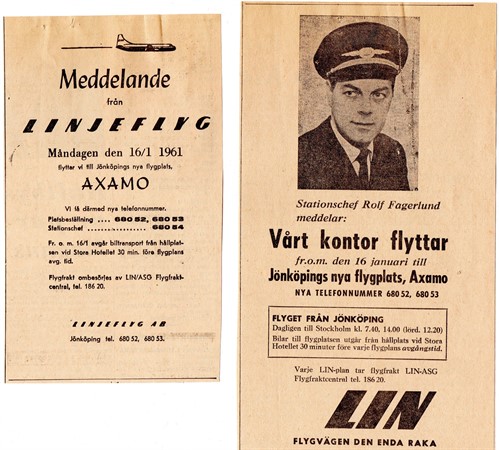 Meddelande
från
LINJEFLYG
Måndagen den 16/1 1961
flyttar vi till Jönköpings nya flygplats,
AXAMO
Vi få därmed nya telefonnummer.
Platsbeställning .... 680 52, 680 53
Stationschef .................. 680 54
Fr. o. m. 16/1 avgår biltransport från hållplat-
sen vid Stora Hotellet 30 min. före flygplans
avg. tid.
Flygfrakt ombesörjes av LIN/ASG Flygfrakt-
central, tel. 186 20.
LINJEFLYG AB
Jönköping tel. 680 52, 680 53.
Stationschef Rolf Fagerlund
meddelar:
Vårt kontor flyttar
fr.o.m. den 16 januari till
Jönköpings nya flygplats, Axamo
NYA TELEFONNUMMER 680 52, 680 53
FLYGET FRÅN JÖNKÖPING
Dagligen till Stockholm kl. 7.40, 14.00 (lörd. 12.20)
Bilar till flygplatsen utgår från hållplats vid Stora
Hotellet 30 minuter före varje flygplans avgångstid.
Varje LIN-plan tar flygfrakt LIN-ASG
Flygfraktcentral tel. 186 20.
LIN
FLYGVÄGEN DEN ENDA RAKA